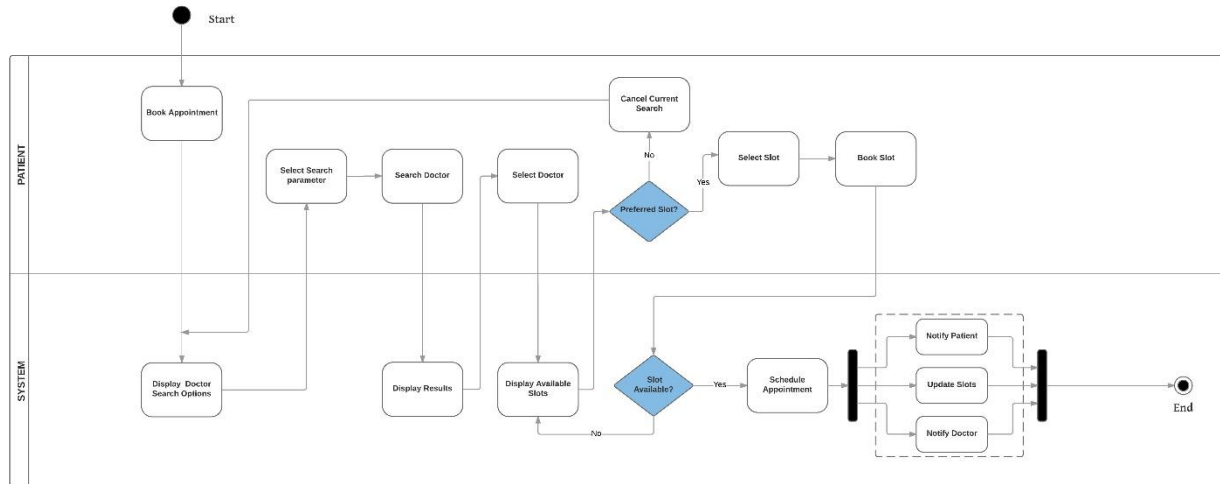 Start
PATIENT
Book Appointment
Cancel Current
Search
Select Search
parameter
Search Doctor
Select Doctor
No
Preferred Slot?
Yes
Select Slot
Book Slot
SYSTEM
Display Doctor
Search Options
Display Results
Display Available
Slots
Slot
Available?
No
Yes
Schedule
Appointment
Notify Patient
Update Slots
Notify Doctor
End